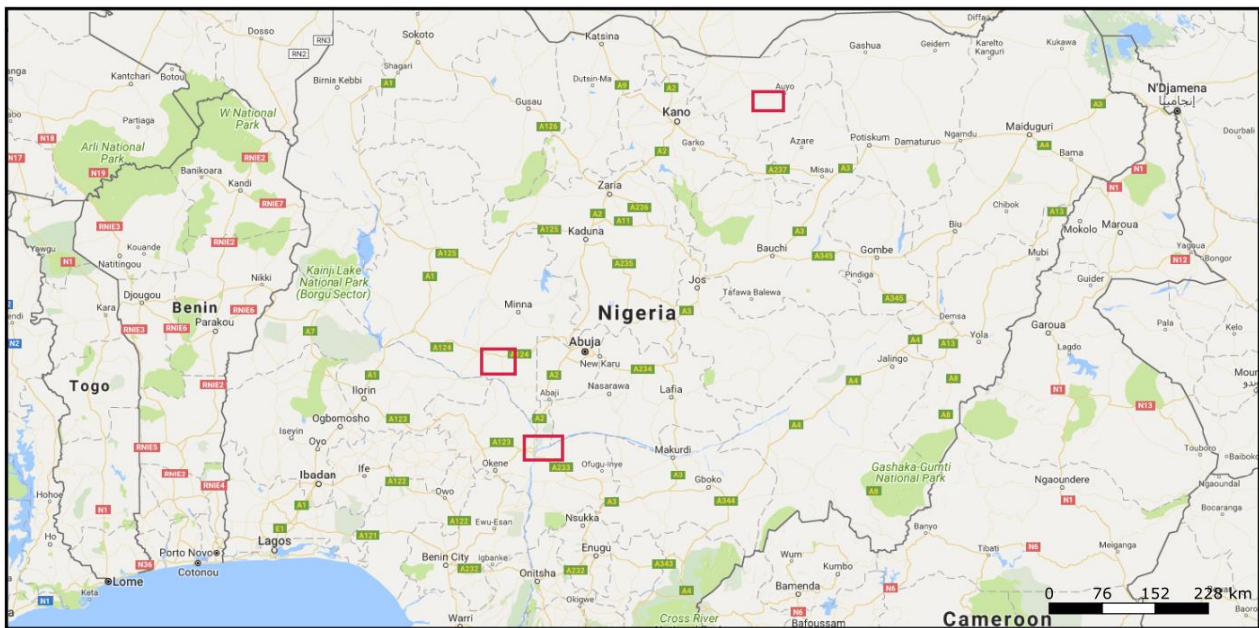 Dosso
RN3
RN2
Sokoto
Shagari
Katsina
Gashua
Geidem
Diffa
Karelto
Kanguri
Kukawa
Kantchari
Botou
Birnia Kebbi
A1
Dutsin-Ma
A9
A2
Auyo
N'Djamena
إنجامينا
W National
Park
Partiaga
Gusau
Kano
A3
Dourbali
N18
N17
Arli National
Park
RNIE2
A126
Garko
Azare
Potiskum
Damaturu
Ngamdu
Maiduguri
A4
Bama
N19
Banikoara
Kandi
A2
A237
Misau
A3
N1
N1
RNIE7
Zaria
A236
A2
A11
Chibok
A13
Mokolo
Maroua
RNIE3
Kouande
RNIE2
A125
Kaduna
A3
Biu
Yawgu
N1
Natitingou
A125
A235
Bauchi
A345
Gombe
Mubi
Yagoua
Bongor
N12
Kainji Lake
National Park
(Borgu Sector)
A1
Nikki
Jos
Pindiga
Guider
Djougou
Kara
Benin
RNIE6
Minna
Tafawa Balewa
A345
RNIE3
RNIE6
Parakou
Nigeria
A3
Demsa
Garoua
Pala
Kelo
N2
A7
A124
A124
Abuja
New Karu
A234
A4
A13
Yola
Lagdo
Jalingo
Togo
RNIE2
A1
Ilorin
A2
Abaji
Nasarawa
Lafia
A4
A8
N1
N13
Ogbomosho
A123
A2
A8
Iseyin
Oyo
A123
A4
RNIE5
Okene
Makurdi
Touboro
Baiboko
Ibadan
Ife
A233
Ofugu-Inye
A3
Gashaka-Gumti
National Park
RNIE2
A122
Gboko
A8
Ngaoundere
Ngaoundal
Hohoe
RNIE4
Owo
A3
A344
N1
Bocaranga
N1
A1
Nsukka
Ho
E1
A121
A122
Ewu-Esan
Banyo
Porto Novo
Lagos
Benin City
Igbanke
Enugu
Wum
Tibati
N6
Meiganga
N36
Cotonou
A232
A232
A343
Kumbo
Lome
Onitsha
Bamenda
Keta
N1
Okigwe
A4
N6
0 76 152 228 km
Warri
Cross River
Bafoussam
Cameroon